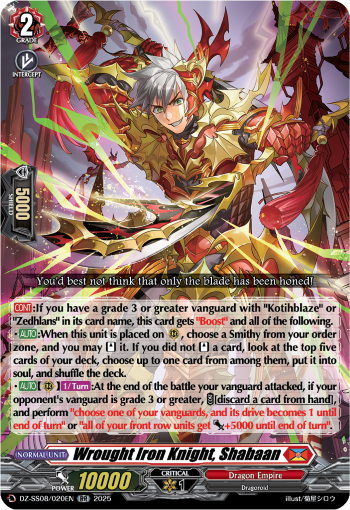 2
GRADE
INTERCEPT
5000
SHIELD
You'd best not think that only the blade has been honed!
CONT:If you have a grade 3 or greater vanguard with "Kotihblaze" or
"Zedhlans" in its card name, this card gets "Boost" and all of the following.
・AUTO:When this unit is placed on (R), choose a Smithy from your order
zone, and you may [ ] it. If you did not [ ] a card, look at the top five
cards of your deck, choose up to one card from among them, put it into
soul, and shuffle the deck.
・AUTO (R) 1/Turn:At the end of the battle your vanguard attacked, if your
opponent's vanguard is grade 3 or greater, [discard a card from hand],
and perform "choose one of your vanguards, and its drive becomes 1 until
end of turn" or "all of your front row units get +5000 until end of turn".
NORMAL UNIT
Wrought Iron Knight, Shabaan
POWER 10000
CRITICAL
1
Dragon Empire
Dragoroid
D-DZ-SS08/020EN RR 2025
illust/菊屋シロウ